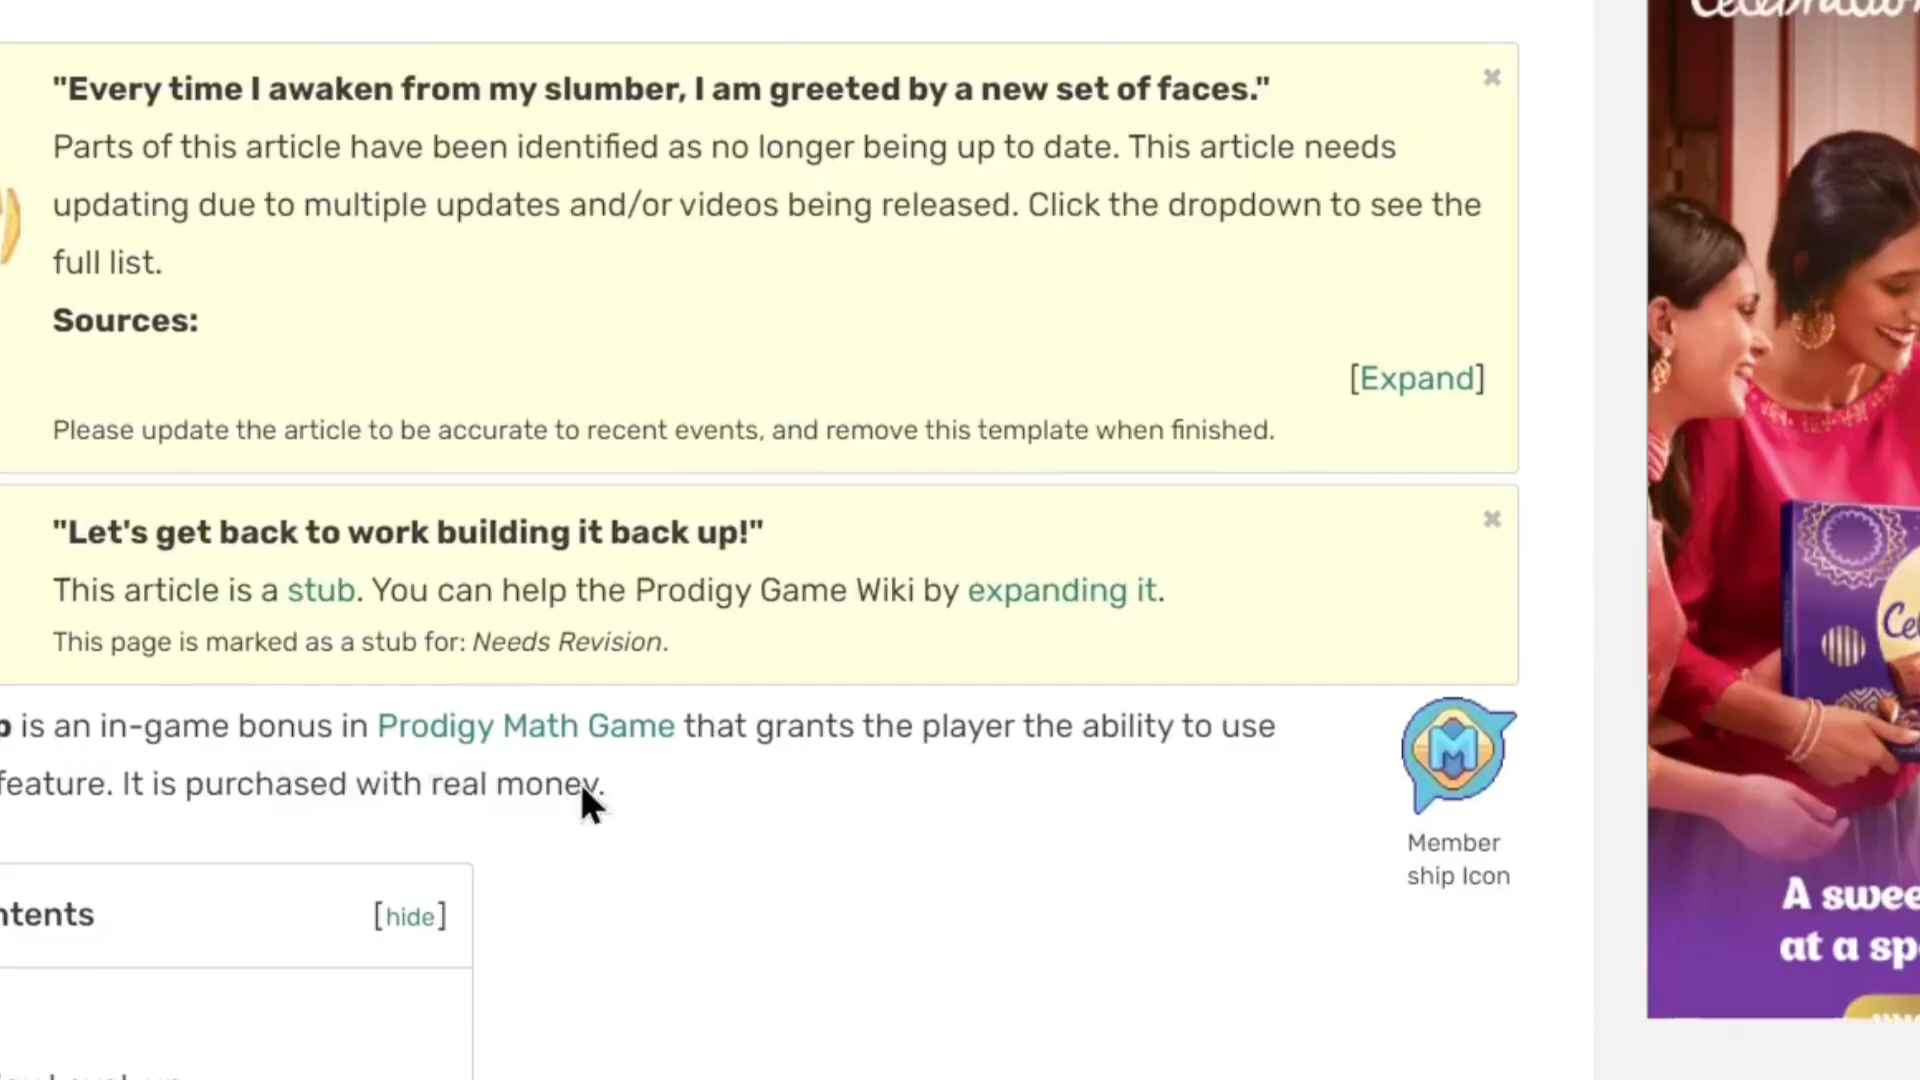 "Every time I awaken from my slumber, I am greeted by a new set of faces."
Parts of this article have been identified as no longer being up to date. This article needs
updating due to multiple updates and/or videos being released. Click the dropdown to see the
full list.
Sources:
[Expand]
Please update the article to be accurate to recent events, and remove this template when finished.
"Let's get back to work building it back up!"
This article is a stub. You can help the Prodigy Game Wiki by expanding it.
This page is marked as a stub for: Needs Revision.
is an in-game bonus in Prodigy Math Game that grants the player the ability to use
feature. It is purchased with real money.
M
Member
ship Icon
ntents
[hide]
A swee
at a sp